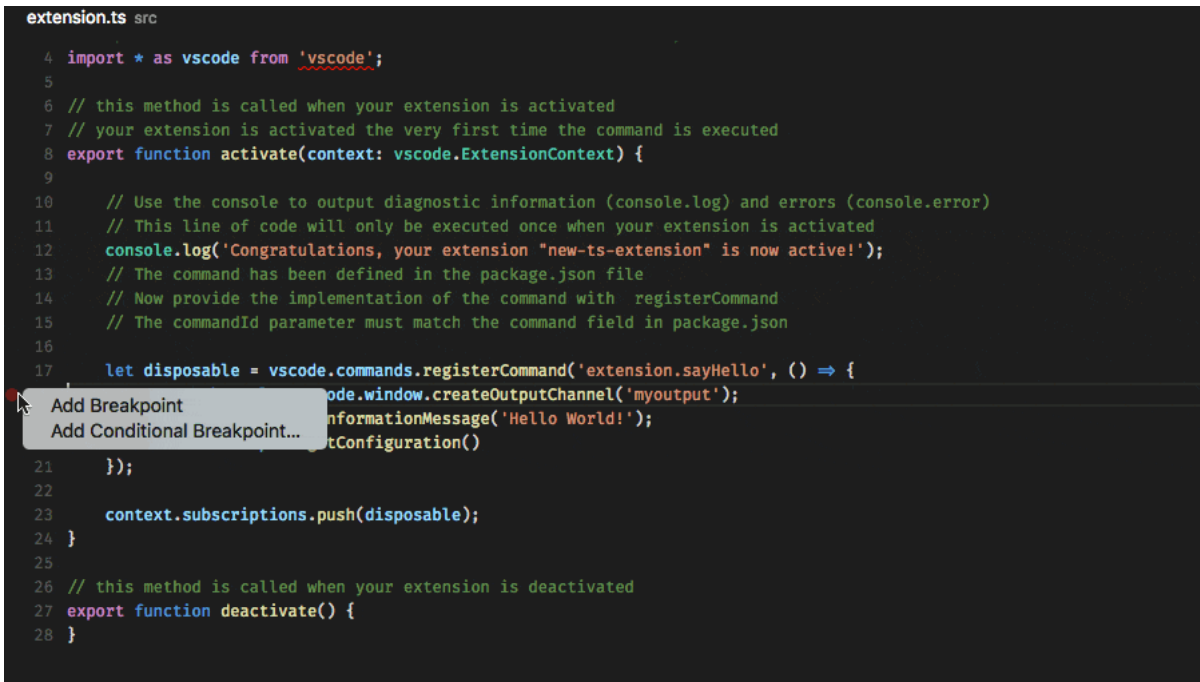 extension.ts src
4 import * as vscode from 'vscode';
5
6 // this method is called when your extension is activated
7 // your extension is activated the very first time the command is executed
8 export function activate(context: vscode.ExtensionContext) {
9
10 // Use the console to output diagnostic information (console.log) and errors (console.error)
11 // This line of code will only be executed once when your extension is activated
12 console.log('Congratulations, your extension "new-ts-extension" is now active!');
13 // The command has been defined in the package.json file
14 // Now provide the implementation of the command with  registerCommand
15 // The commandId parameter must match the command field in package.json
16
17 let disposable = vscode.commands.registerCommand('extension.sayHello', () ⇒ {
ode.window.createOutputChannel('myoutput');
Add Breakpoint
nformationMessage('Hello World!');
Add Conditional Breakpoint...
tConfiguration()
21 });
22
23 context.subscriptions.push(disposable);
24 }
25
26 // this method is called when your extension is deactivated
27 export function deactivate() {
28 }